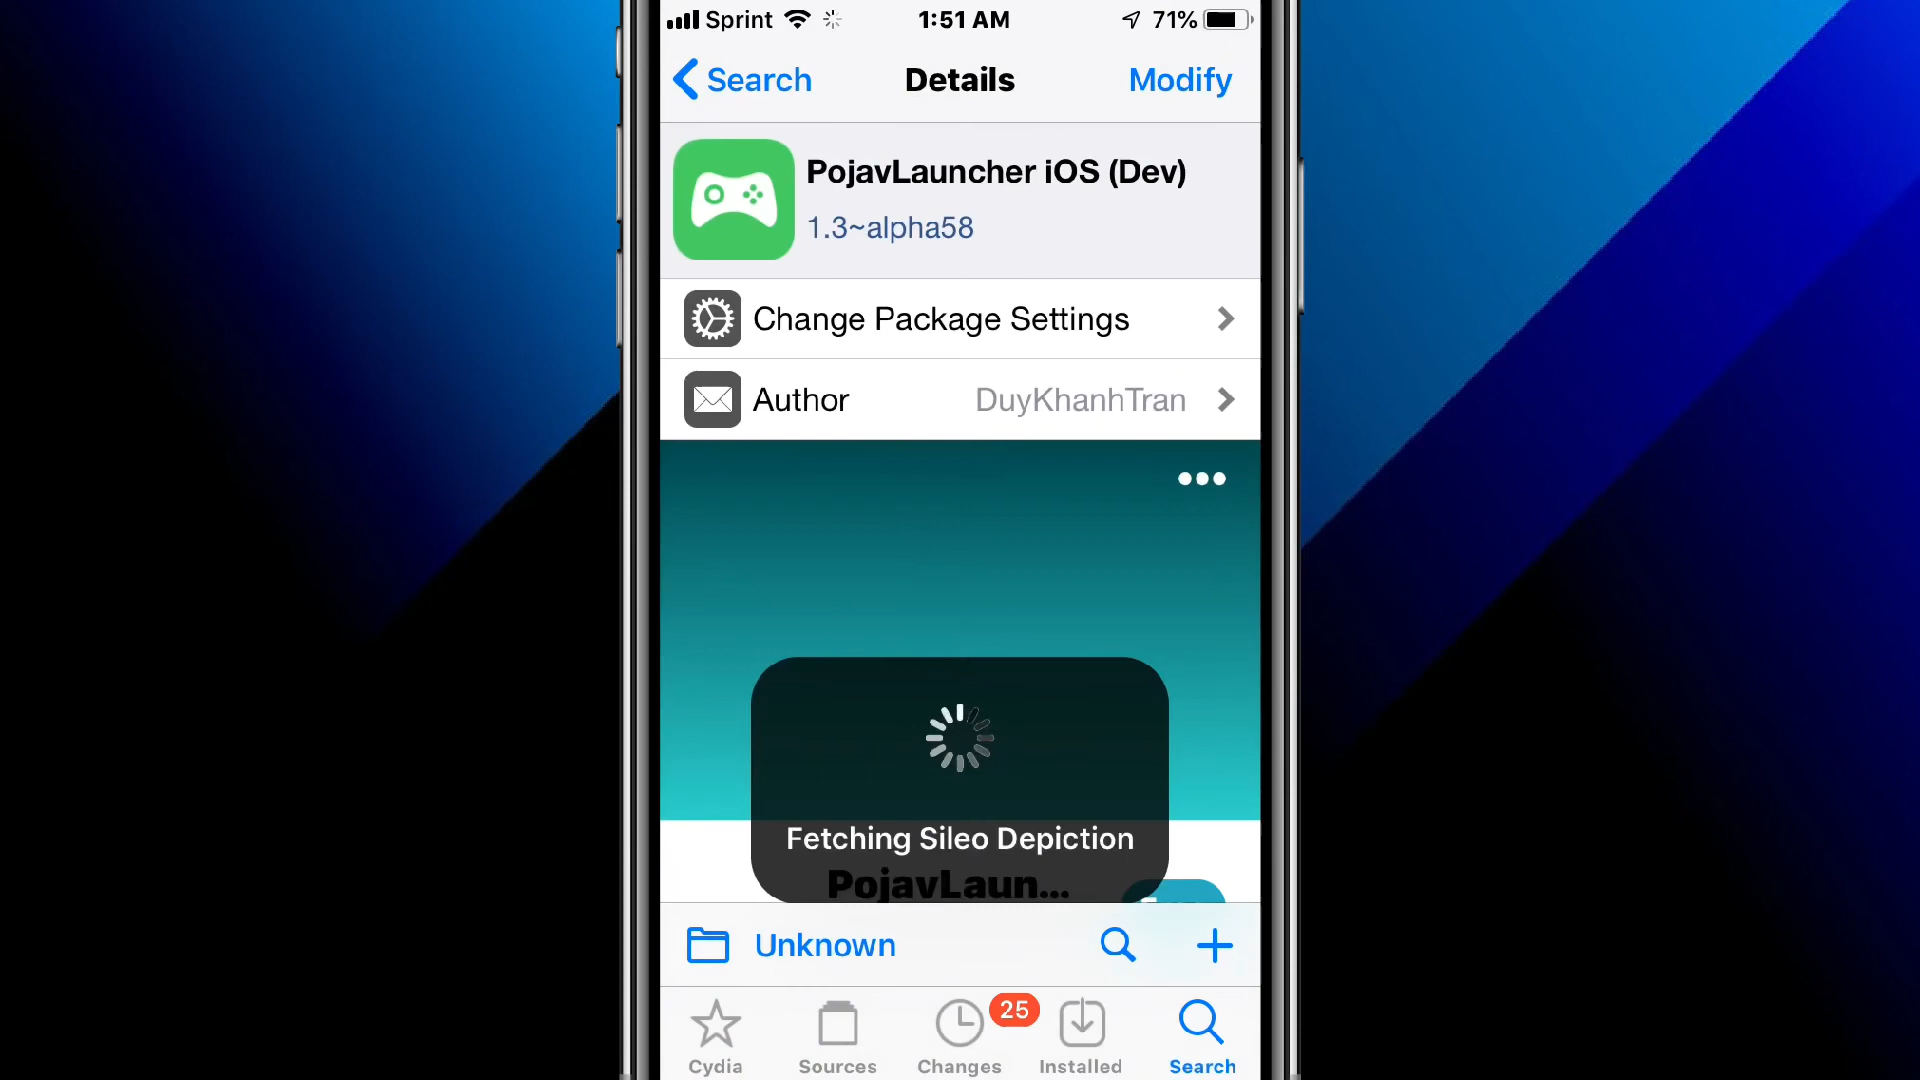 Sprint 1:51 AM 71%
Search Details Modify
PojavLauncher iOS (Dev)
1.3~alpha58
Change Package Settings
Author DuyKhanhTran
Fetching Sileo Depiction
PojavLaun...
Unknown
25
Cydia Sources Changes Installed Search